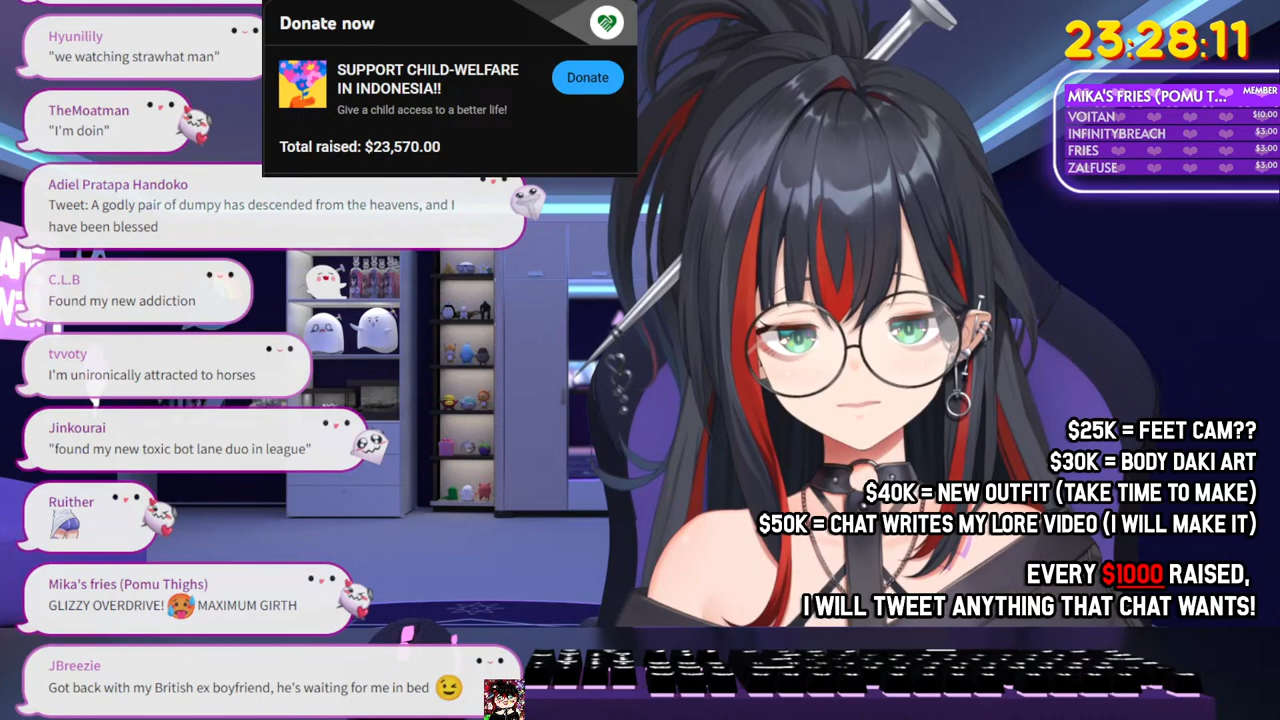 Hyunilily
"we watching strawhat man"
TheMoatman
"I'm doin"
Donate now
SUPPORT CHILD-WELFARE
IN INDONESIA!!
Give a child access to a better life!
Donate
Total raised: $23,570.00
Adiel Pratapa Handoko
Tweet: A godly pair of dumpy has descended from the heavens, and I
have been blessed
C.L.B
Found my new addiction
tvvoty
I'm unironically attracted to horses
Jinkourai
"found my new toxic bot lane duo in league"
Ruither
Mika's fries (Pomu Thighs)
GLIZZY OVERDRIVE! MAXIMUM GIRTH
JBreezie
Got back with my British ex boyfriend, he's waiting for me in bed
23:28:11
MIKA'S FRIES (POMU T... MEMBER
VOITAN $10.00
INFINITYBREACH $3.00
FRIES $3.00
ZALFUSE $3.00
$25K = FEET CAM??
$30K = BODY DAKI ART
$40K = NEW OUTFIT (TAKE TIME TO MAKE)
$50K = CHAT WRITES MY LORE VIDEO (I WILL MAKE IT)
EVERY $1000 RAISED,
I WILL TWEET ANYTHING THAT CHAT WANTS!